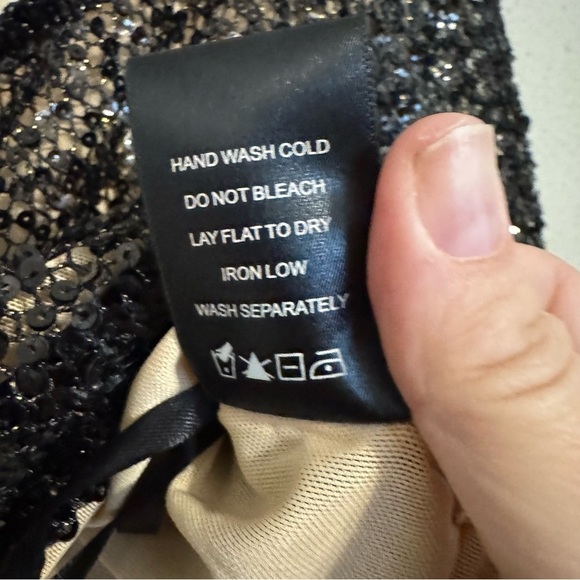 HAND WASH COLD
DO NOT BLEACH
LAY FLAT TO DRY
IRON LOW
WASH SEPARATELY